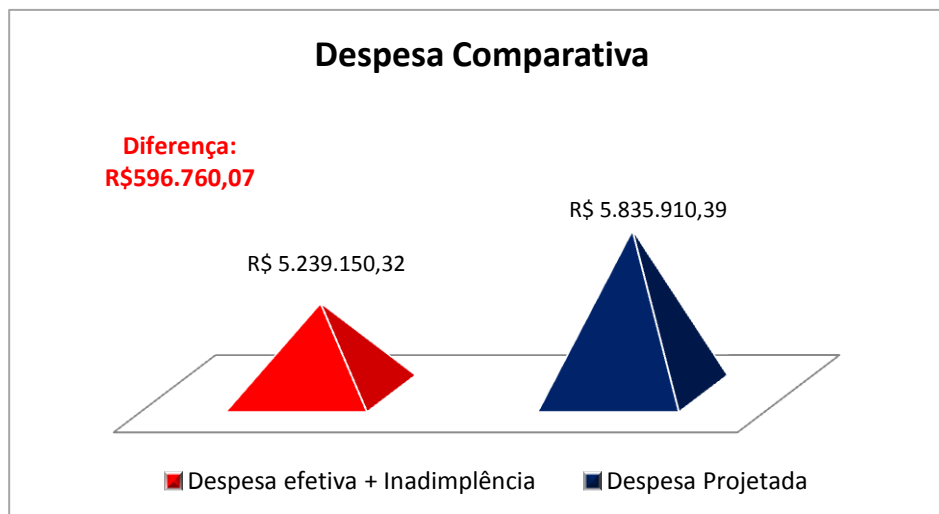 Despesa Comparativa
Diferença:
R$596.760,07
R$ 5.835.910,39
R$ 5.239.150,32
Despesa efetiva + Inadimplência
Despesa Projetada